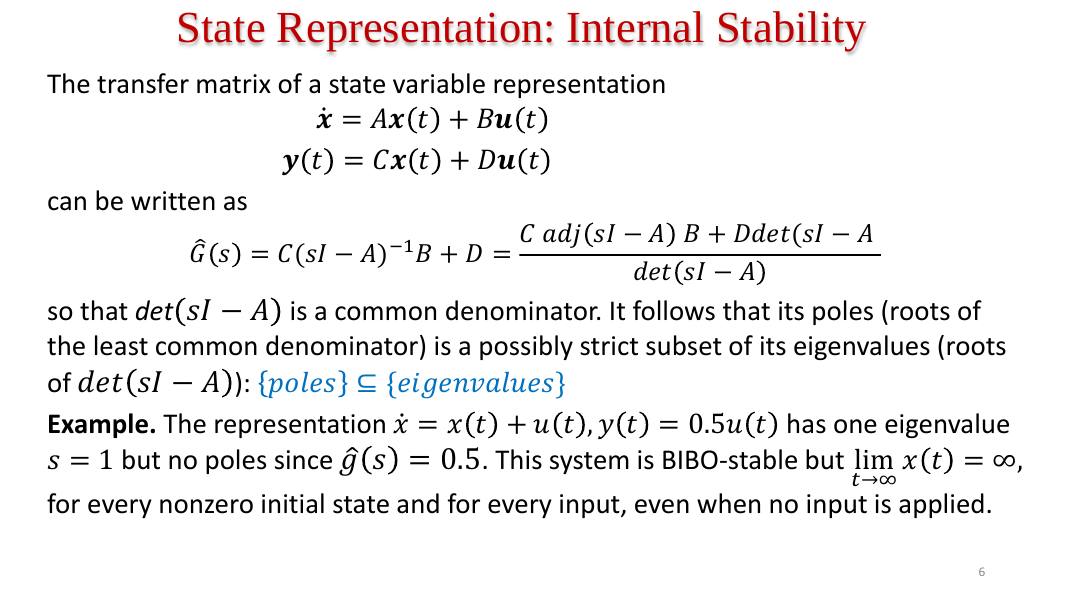 State Representation: Internal Stability
The transfer matrix of a state variable representation
ẋ = Ax(t) + Bu(t)
y(t) = Cx(t) + Du(t)
can be written as
Ĝ(s) = C(sI − A)⁻¹B + D = C adj(sI − A) B + Ddet(sI − A / det(sI − A)
so that det(sI − A) is a common denominator. It follows that its poles (roots of
the least common denominator) is a possibly strict subset of its eigenvalues (roots
of det(sI − A)): {poles} ⊆ {eigenvalues}
Example. The representation ẋ = x(t) + u(t), y(t) = 0.5u(t) has one eigenvalue
s = 1 but no poles since ĝ(s) = 0.5. This system is BIBO-stable but lim t→∞ x(t) = ∞,
for every nonzero initial state and for every input, even when no input is applied.
6